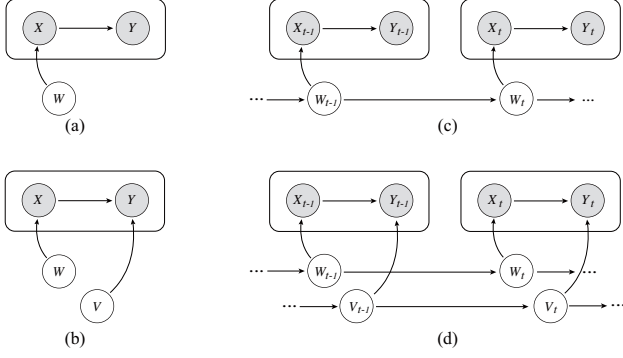 X Y X_{t-1} Y_{t-1} X_t Y_t
W ... W_{t-1} W_t ...
(a) (c)
X Y X_{t-1} Y_{t-1} X_t Y_t
W ... W_{t-1} W_t ...
V ... V_{t-1} V_t ...
(b) (d)